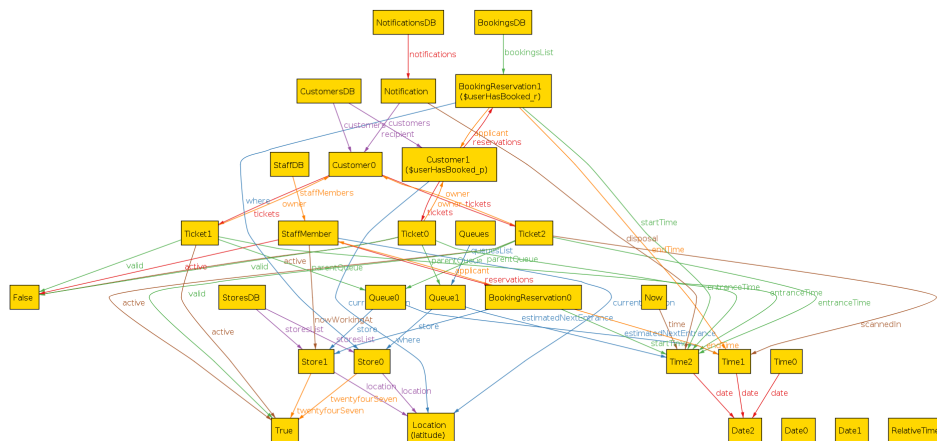 NotificationsDB
BookingsDB
notifications
bookingsList
CustomersDB
Notification
BookingReservation1
($userHasBooked_r)
customers
customers
recipient
applicant
reservations
StaffDB
Customer0
Customer1
($userHasBooked_p)
where
staffMembers
owner
tickets
owner
owner
tickets
tickets
startTime
Ticket1
StaffMember
Ticket0
Queues
Ticket2
disposal
endTime
queuesList
valid
active
valid
parentQueue
parentQueue
parentQueue
applicant
reservations
entranceTime
entranceTime
entranceTime
False
StoresDB
Queue0
Queue1
BookingReservation0
Now
active
valid
active
nowWorkingAt
storesList
storesList
store
store
where
estimatedNextEntrance
estimatedNextEntrance
time
startTime
endTime
scannedIn
Store1
Store0
Time2
Time1
Time0
twentyfourSeven
twentyfourSeven
location
location
date
date
date
True
Location
(latitude)
Date2
Date0
Date1
RelativeTime